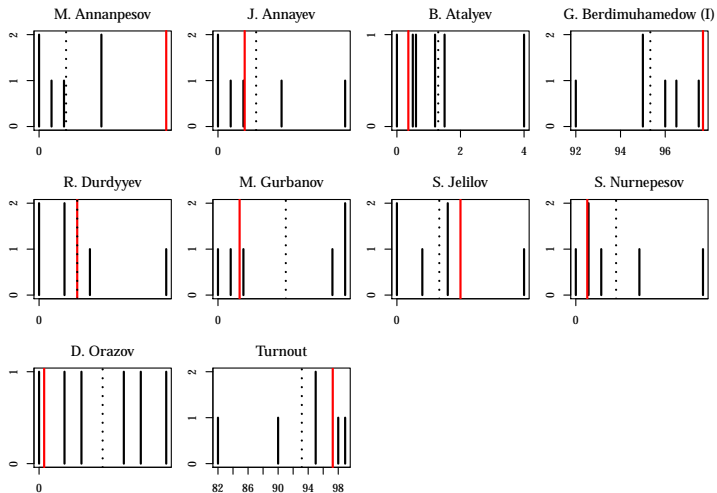 M. Annanpesov
J. Annayev
B. Atalyev
G. Berdimuhamedow (I)
0 1 2
0
0 1 2
0
0 1
0 2 4
0 1 2
92 94 96
R. Durdyyev
M. Gurbanov
S. Jelilov
S. Nurnepesov
0 1 2
0
0 1 2
0
0 1 2
0
0 1 2
0
D. Orazov
Turnout
0 1
0
0 1 2
82 86 90 94 98